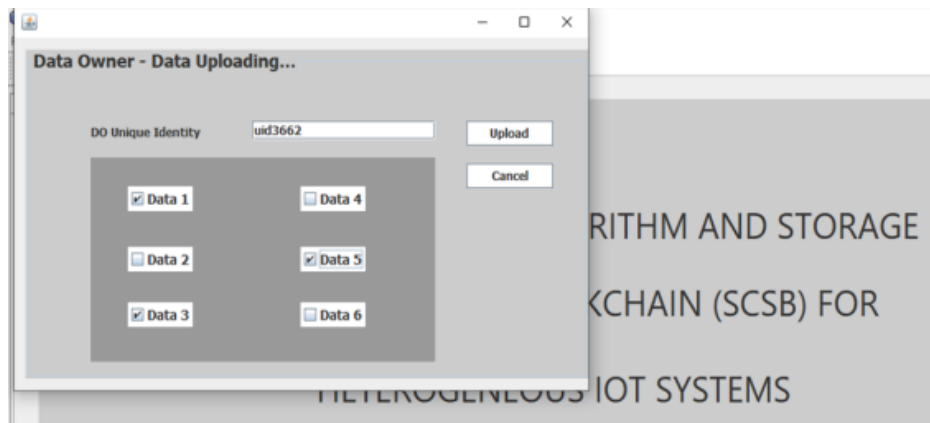 Data Owner - Data Uploading...
DO Unique Identity
uid3662
Upload
Cancel
Data 1
Data 4
Data 2
Data 5
Data 3
Data 6
RITHM AND STORAGE
KCHAIN (SCSB) FOR
HETEROGENEOUS IOT SYSTEMS